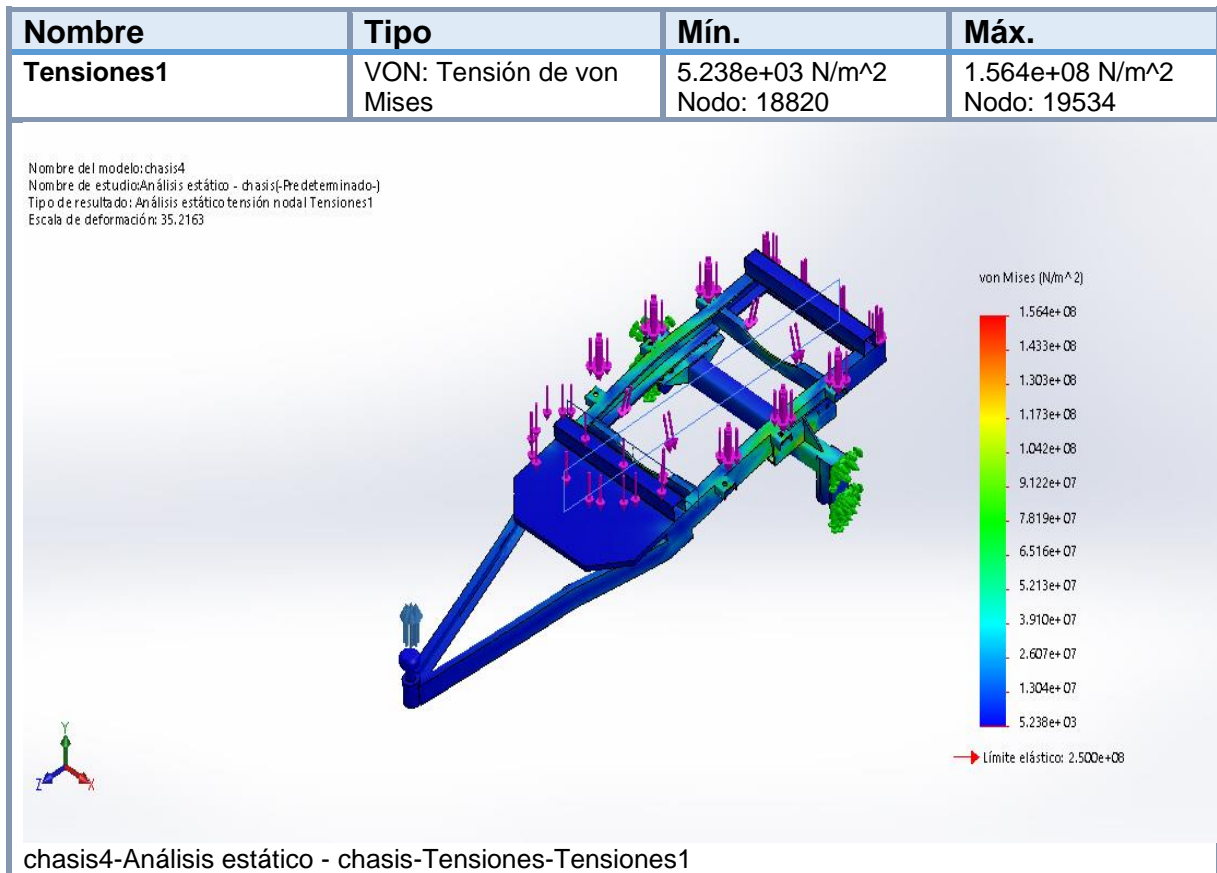 Nombre Tipo Mín. Máx.
Tensiones1 VON: Tensión de von Mises 5.238e+03 N/m^2 Nodo: 18820 1.564e+08 N/m^2 Nodo: 19534
Nombre del modelo:chasis4
Nombre de estudio:Análisis estático - chasis(-Predeterminado-)
Tipo de resultado: Análisis estático tensión nodal Tensiones1
Escala de deformación: 35.2163
von Mises (N/m^2)
1.564e+08
1.433e+08
1.303e+08
1.173e+08
1.042e+08
9.122e+07
7.819e+07
6.516e+07
5.213e+07
3.910e+07
2.607e+07
1.304e+07
5.238e+03
Límite elástico: 2.500e+08
Y
Z X
chasis4-Análisis estático - chasis-Tensiones-Tensiones1